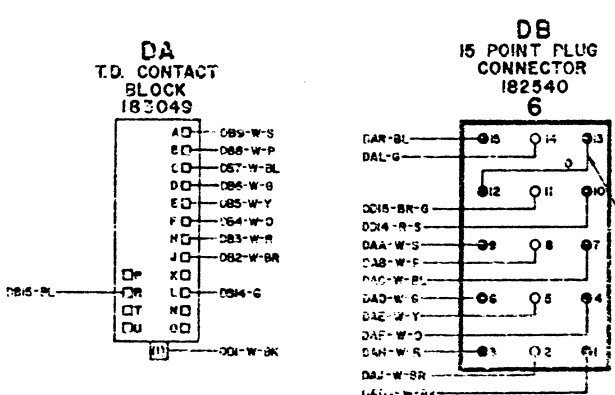 DA
T.D. CONTACT
BLOCK
183049
A DB9-W-S
DB8-W-P
DB7-W-BL
D DB6-W-G
E DB5-W-Y
F DB4-W-O
H DB3-W-R
J DB2-W-BR
P K
DB15-BL R L DB14-G
T N
U
DD1-W-BK
DB
15 POINT PLUG
CONNECTOR
182540
6
DAR-BL 15 14 13
DAL-G
12 11 10
DD15-BR-G
DD14-R-S
DAA-W-S 9 8 7
DAB-W-P
DAC-W-BL
DAD-W-G 6 5 4
DAE-W-Y
DAF-W-O
DAH-W-R 3 2 1
DAJ-W-BR